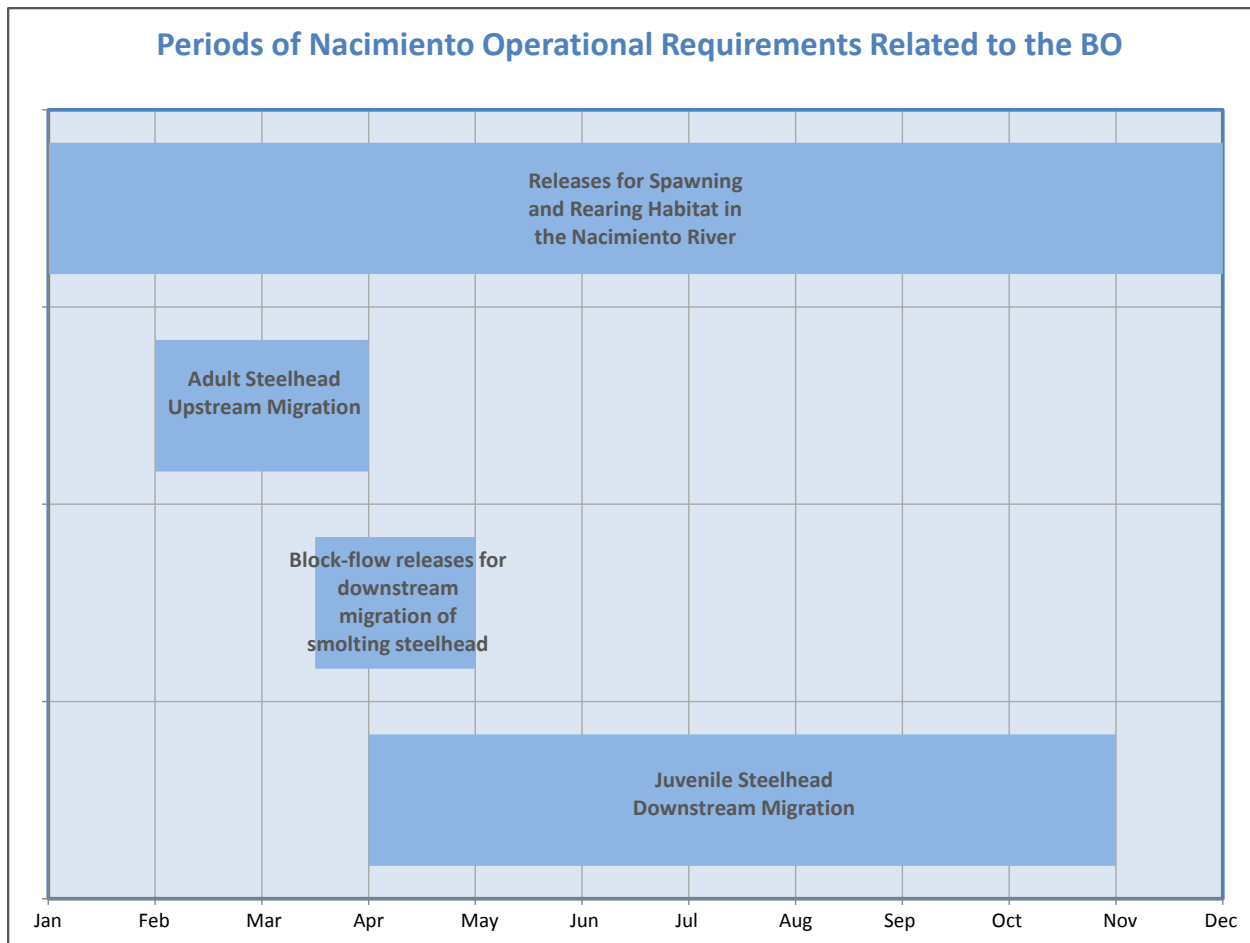 Periods of Nacimiento Operational Requirements Related to the BO
Releases for Spawning
and Rearing Habitat in
the Nacimiento River
Adult Steelhead
Upstream Migration
Block-flow releases for
downstream
migration of
smolting steelhead
Juvenile Steelhead
Downstream Migration
Jan Feb Mar Apr May Jun Jul Aug Sep Oct Nov Dec